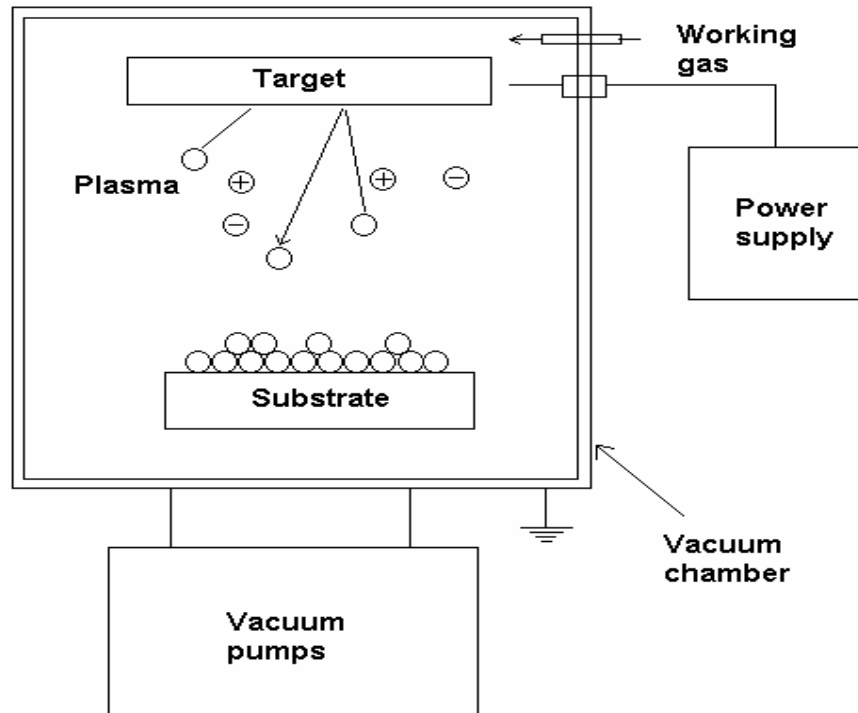 Working
gas
Target
Plasma
+
+
−
−
Power
supply
Substrate
Vacuum
chamber
Vacuum
pumps